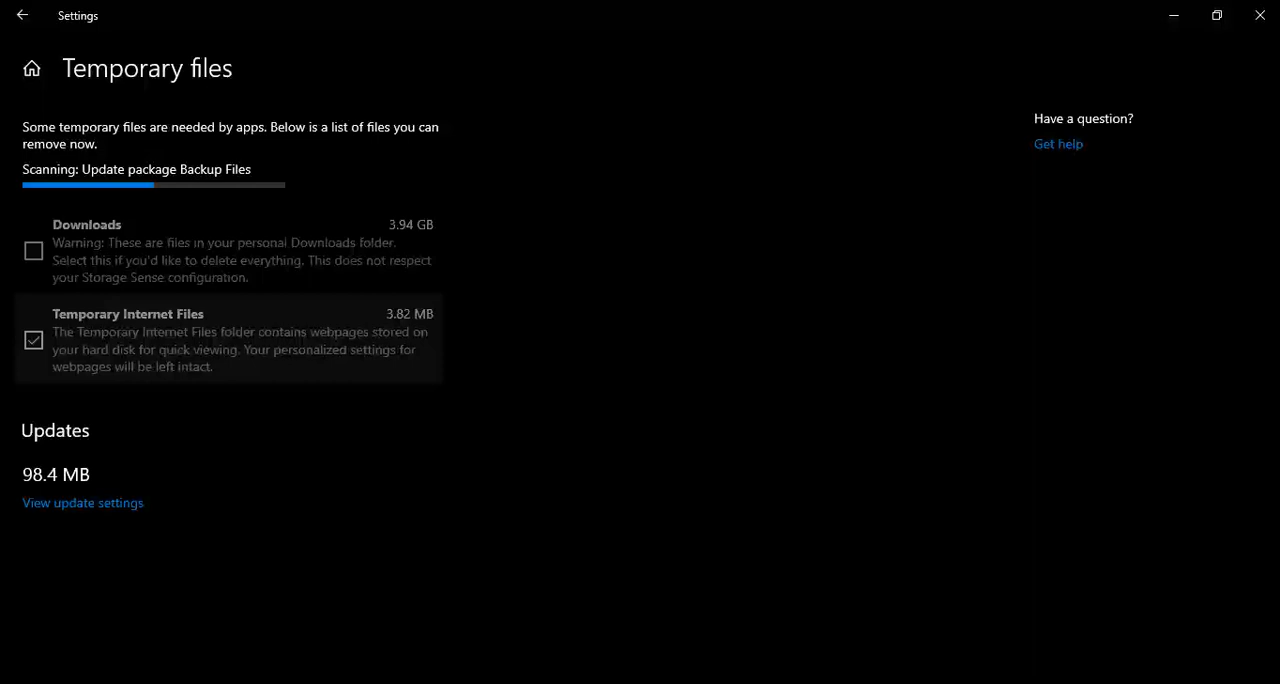 Settings
Temporary files
Some temporary files are needed by apps. Below is a list of files you can
remove now.
Scanning: Update package Backup Files
Downloads 3.94 GB
Warning: These are files in your personal Downloads folder.
Select this if you'd like to delete everything. This does not respect
your Storage Sense configuration.
Temporary Internet Files 3.82 MB
The Temporary Internet Files folder contains webpages stored on
your hard disk for quick viewing. Your personalized settings for
webpages will be left intact.
Updates
98.4 MB
View update settings
Have a question?
Get help